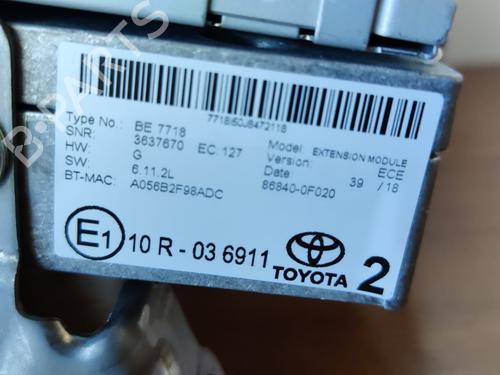 B-PARTS
7718I50J8472118
Type No.: BE 7718 Model: EXTENSION MODULE
SNR: 3637670 EC 127 Version: ECE
HW: G Date 39 / 18
SW: 6.11.2L 86840-0F020
BT-MAC: A056B2F98ADC
E1 10 R - 03 6911 TOYOTA 2